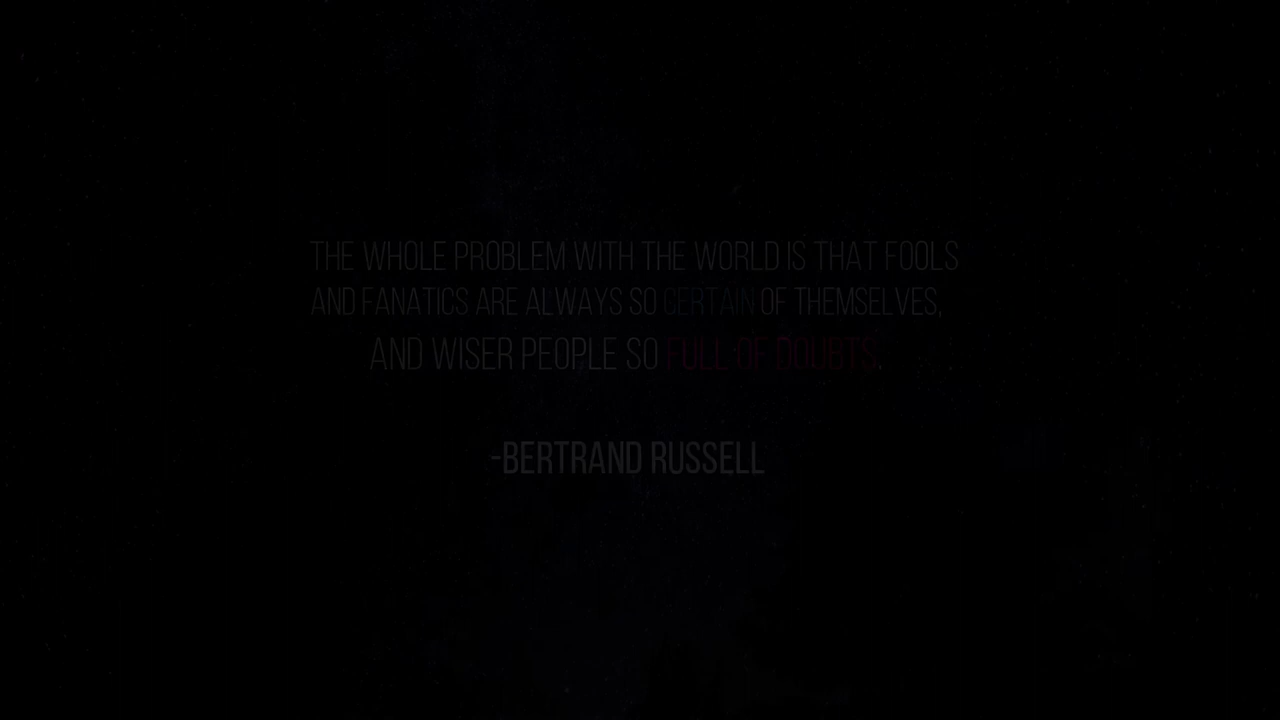 THE WHOLE PROBLEM WITH THE WORLD IS THAT FOOLS
AND FANATICS ARE ALWAYS SO CERTAIN OF THEMSELVES,
AND WISER PEOPLE SO FULL OF DOUBTS.
-BERTRAND RUSSELL